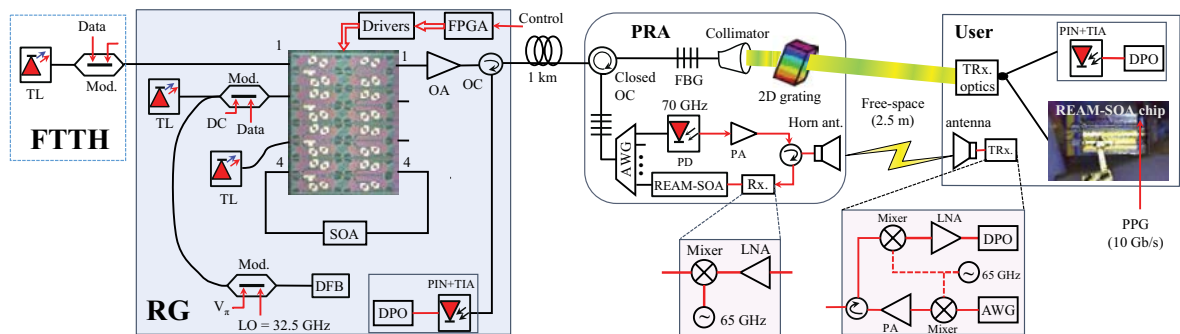 Data
TL
Mod.
FTTH
Drivers
FPGA
Control
1
1
OA
OC
1 km
Mod.
TL
DC
Data
TL
4
4
SOA
Mod.
DFB
Vπ
LO = 32.5 GHz
RG
PIN+TIA
DPO
PRA
Collimator
Closed
OC
FBG
2D grating
70 GHz
PD
PA
Horn ant.
AWG
REAM-SOA
Rx.
Free-space
(2.5 m)
Mixer
LNA
65 GHz
User
PIN+TIA
DPO
TRx.
optics
REAM-SOA chip
antenna
TRx.
PPG
(10 Gb/s)
Mixer
LNA
DPO
65 GHz
PA
Mixer
AWG